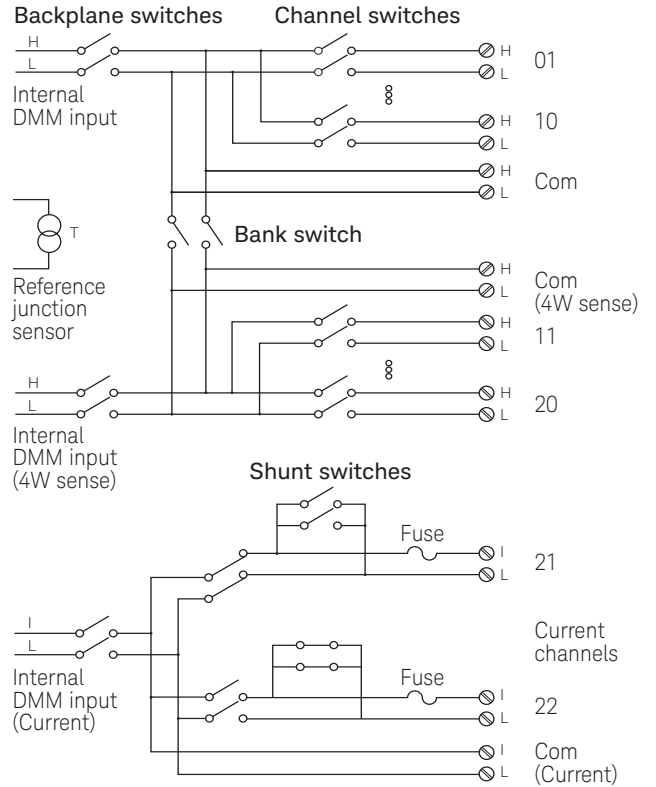 Backplane switches
Channel switches
H
L
Internal
DMM input
H
L
01
H
L
10
H
L
Com
T
Reference
junction
sensor
Bank switch
H
L
Com
(4W sense)
H
L
11
H
L
Internal
DMM input
(4W sense)
H
L
20
Shunt switches
Fuse
I
L
21
I
L
Internal
DMM input
(Current)
Current
channels
Fuse
I
L
22
I
L
Com
(Current)